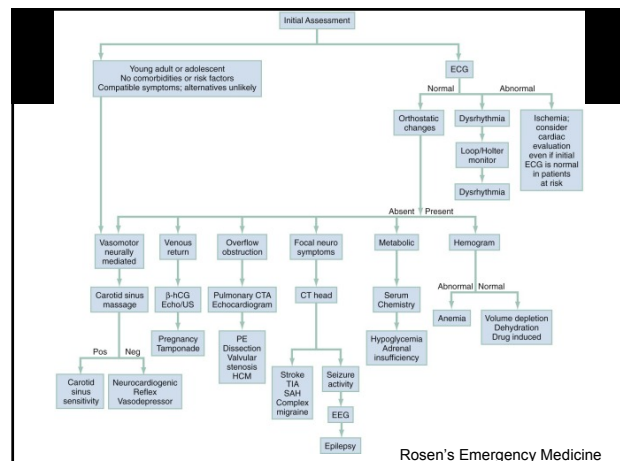 Initial Assessment
Young adult or adolescent
No comorbidities or risk factors
Compatible symptoms; alternatives unlikely
ECG
Normal
Abnormal
Orthostatic
changes
Dysrhythmia
Loop/Holter
monitor
Dysrhythmia
Ischemia;
consider
cardiac
evaluation
even if initial
ECG is normal
in patients
at risk
Absent
Present
Vasomotor
neurally
mediated
Venous
return
Overflow
obstruction
Focal neuro
symptoms
Metabolic
Hemogram
Abnormal
Normal
Carotid sinus
massage
β-hCG
Echo/US
Pulmonary CTA
Echocardiogram
CT head
Serum
Chemistry
Anemia
Volume depletion
Dehydration
Drug induced
Pregnancy
Tamponade
PE
Dissection
Valvular
stenosis
HCM
Hypoglycemia
Adrenal
insufficiency
Pos
Neg
Carotid
sinus
sensitivity
Neurocardiogenic
Reflex
Vasodepressor
Stroke
TIA
SAH
Complex
migraine
Seizure
activity
EEG
Epilepsy
Rosen's Emergency Medicine